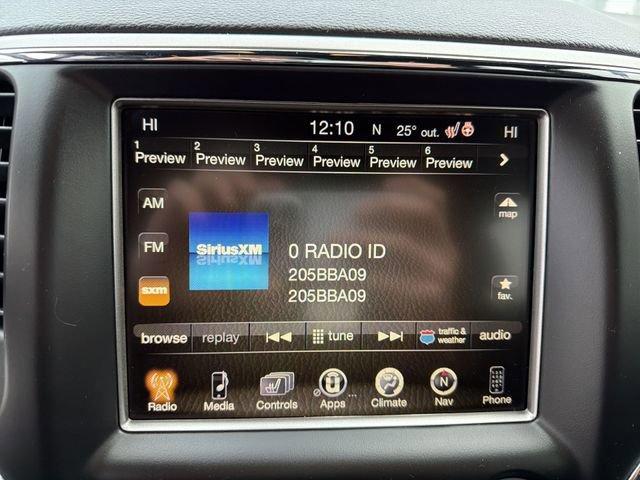 HI 12:10 N 25° out. HI
1 2 3 4 5 6
Preview Preview Preview Preview Preview Preview
AM
map
SiriusXM
0 RADIO ID
FM
205BBA09
sxm
205BBA09
fav.
browse replay tune traffic & weather audio
Radio Media Controls Apps ... Climate Nav Phone
N